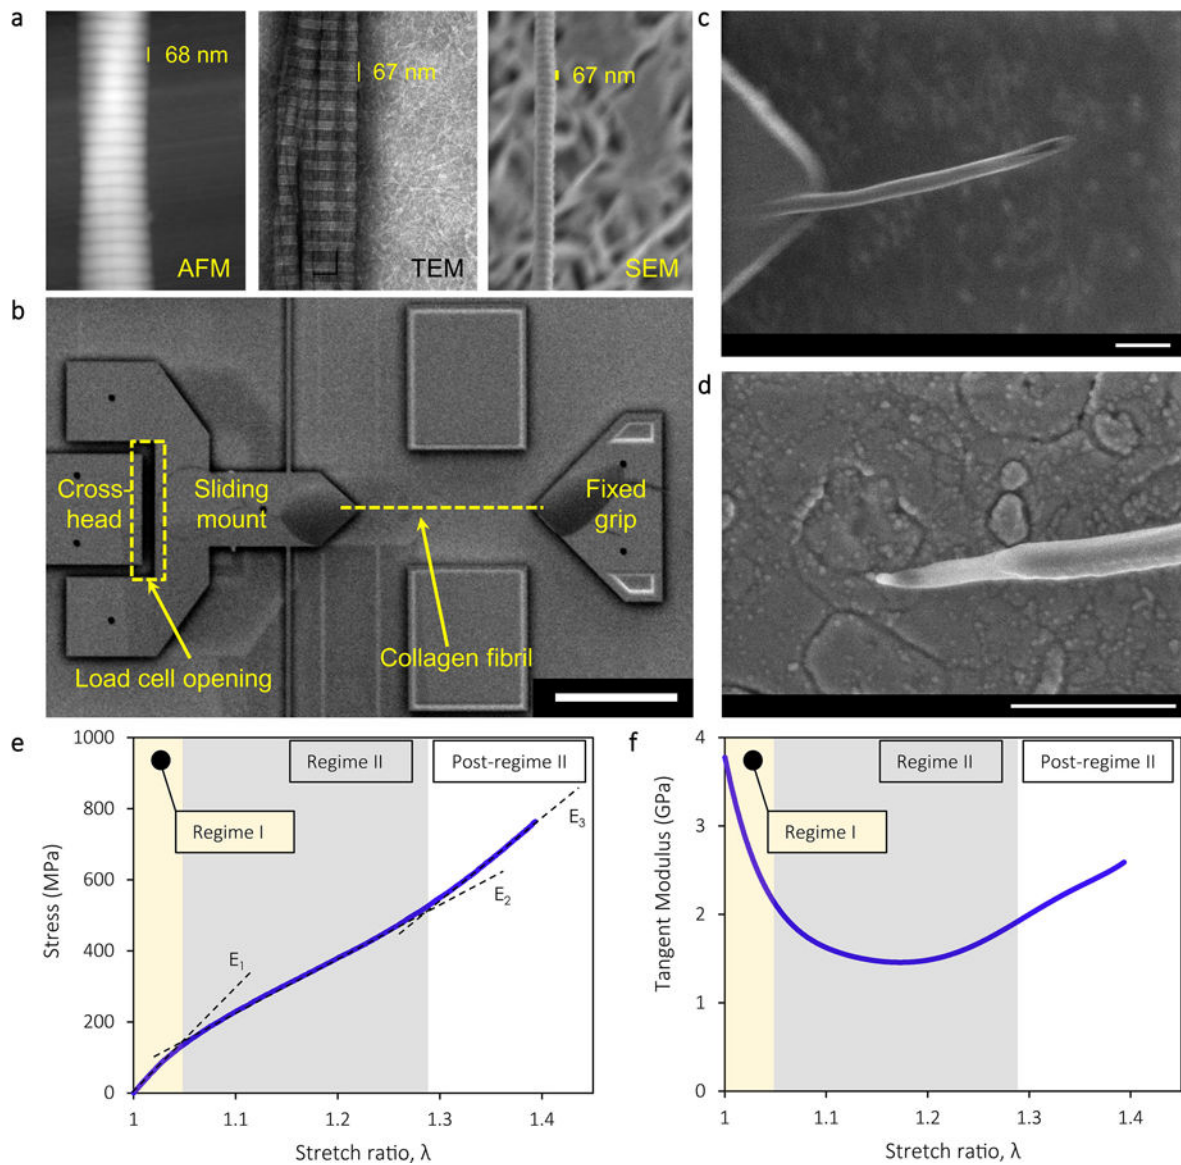 a
68 nm
AFM
67 nm
TEM
67 nm
SEM
b
Cross-
head
Sliding
mount
Fixed
grip
Load cell opening
Collagen fibril
c
d
e
Stress (MPa)
1000
800
600
400
200
0
Regime I
Regime II
Post-regime II
E1
E2
E3
1
1.1
1.2
1.3
1.4
Stretch ratio, λ
f
Tangent Modulus (GPa)
4
3
2
1
0
Regime I
Regime II
Post-regime II
1
1.1
1.2
1.3
1.4
Stretch ratio, λ